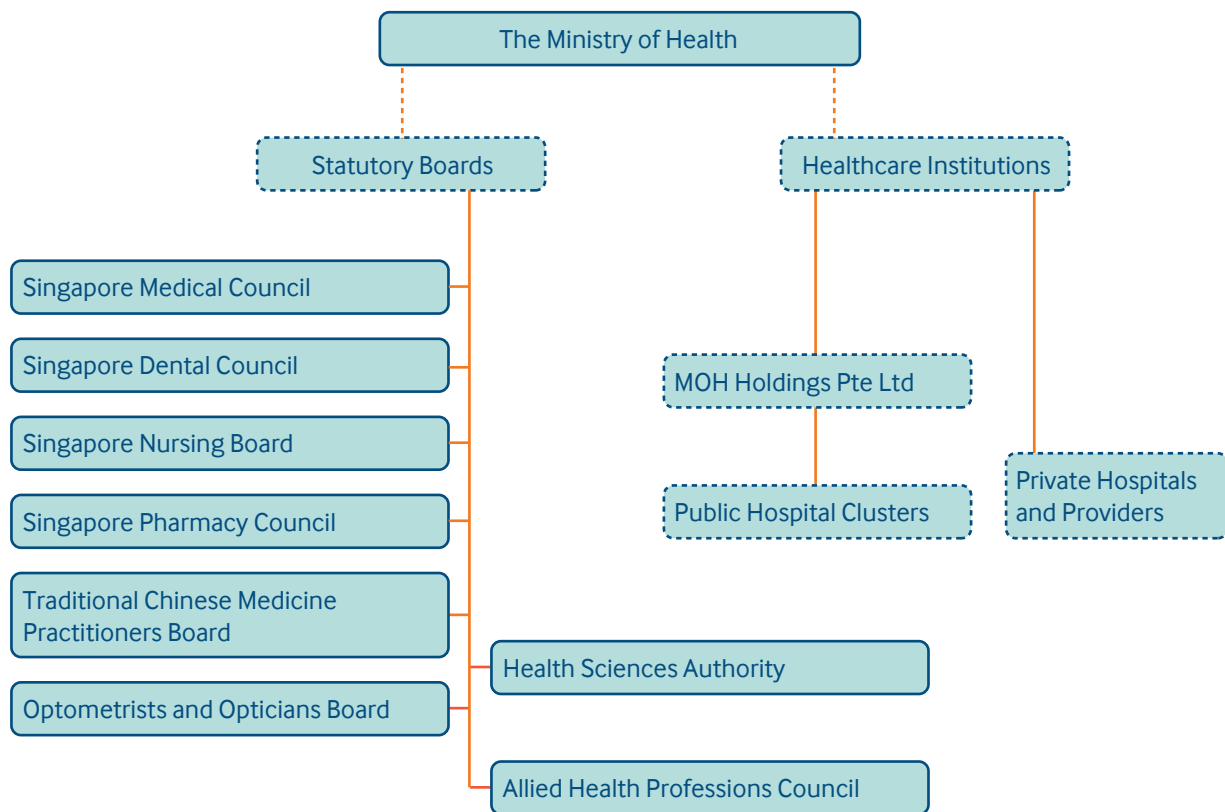 The Ministry of Health
Statutory Boards
Healthcare Institutions
Singapore Medical Council
Singapore Dental Council
MOH Holdings Pte Ltd
Singapore Nursing Board
Private Hospitals
and Providers
Public Hospital Clusters
Singapore Pharmacy Council
Traditional Chinese Medicine
Practitioners Board
Health Sciences Authority
Optometrists and Opticians Board
Allied Health Professions Council